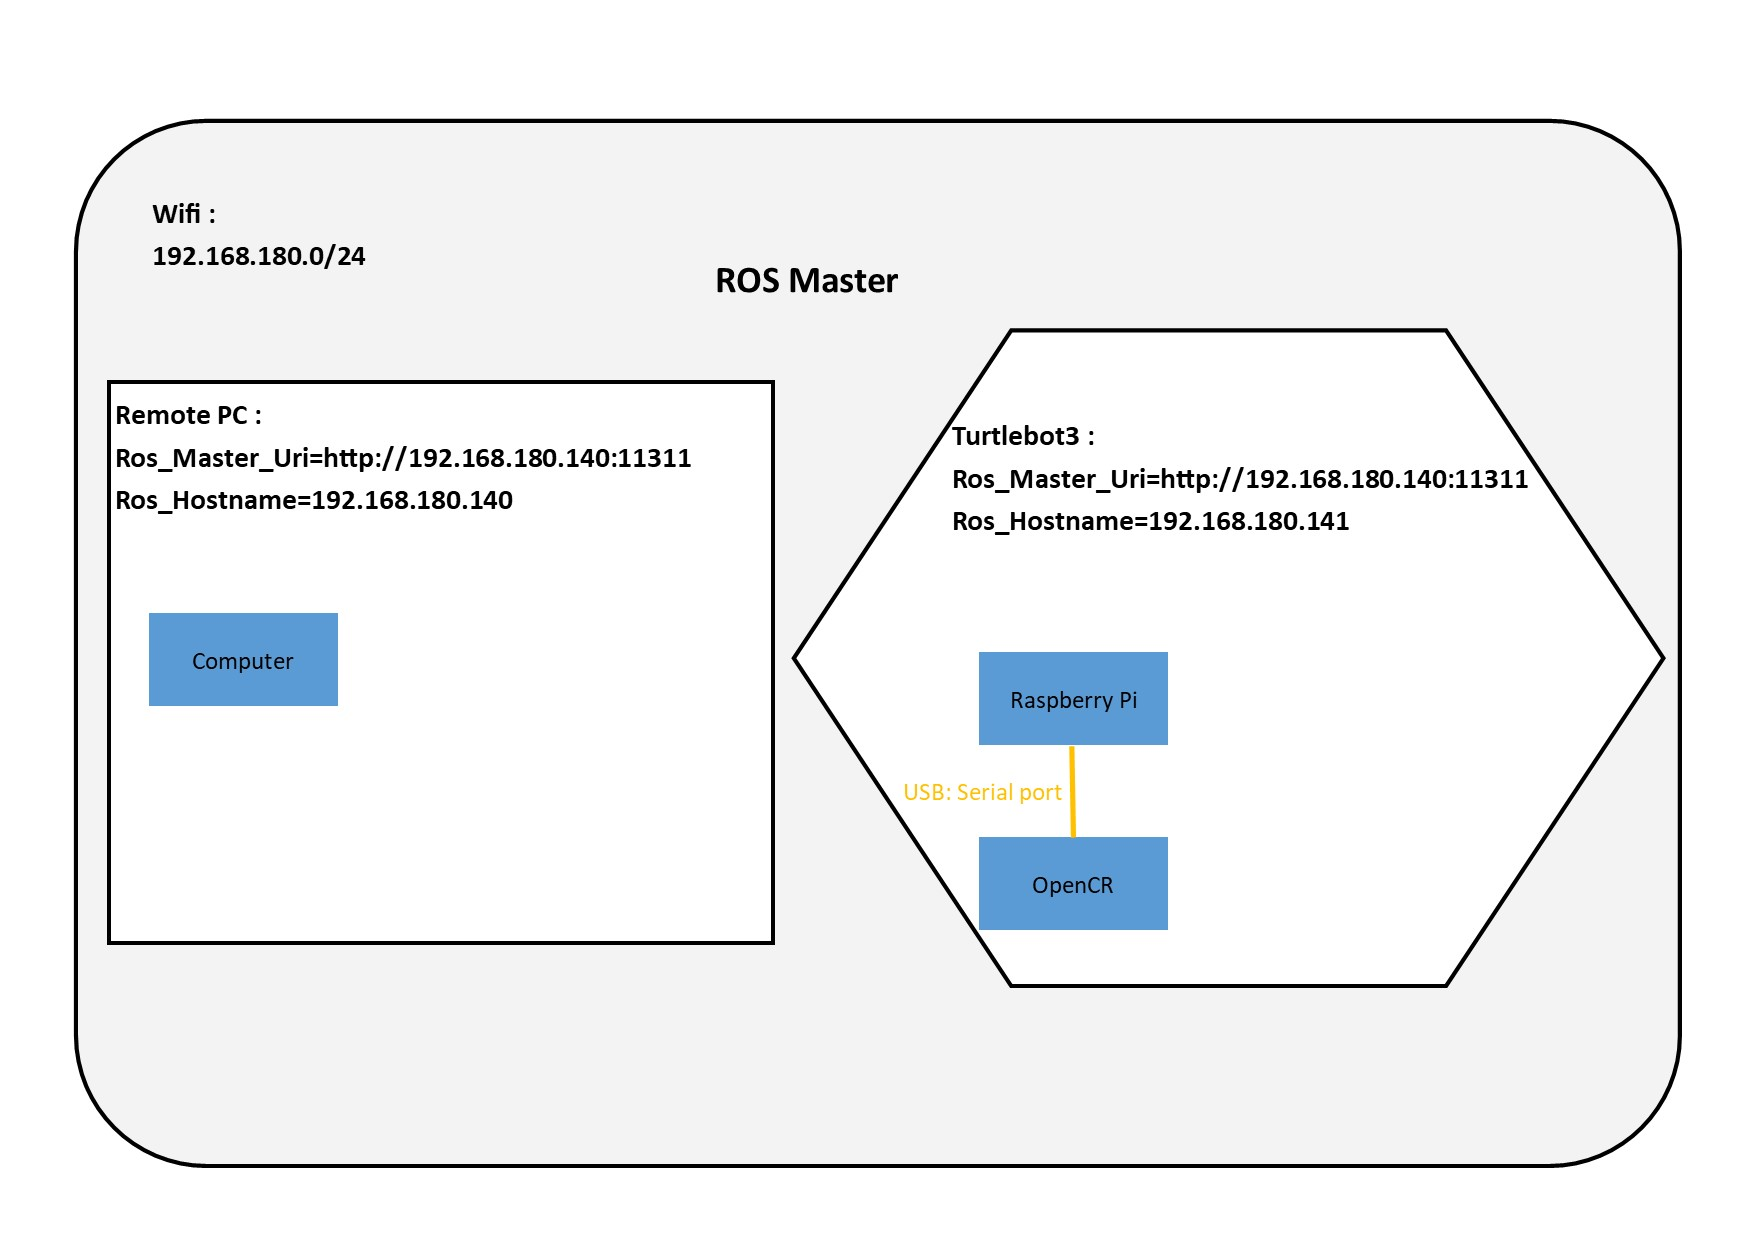 Wifi :
192.168.180.0/24
ROS Master
Remote PC :
Ros_Master_Uri=http://192.168.180.140:11311
Ros_Hostname=192.168.180.140
Computer
Turtlebot3 :
Ros_Master_Uri=http://192.168.180.140:11311
Ros_Hostname=192.168.180.141
Raspberry Pi
USB: Serial port
OpenCR